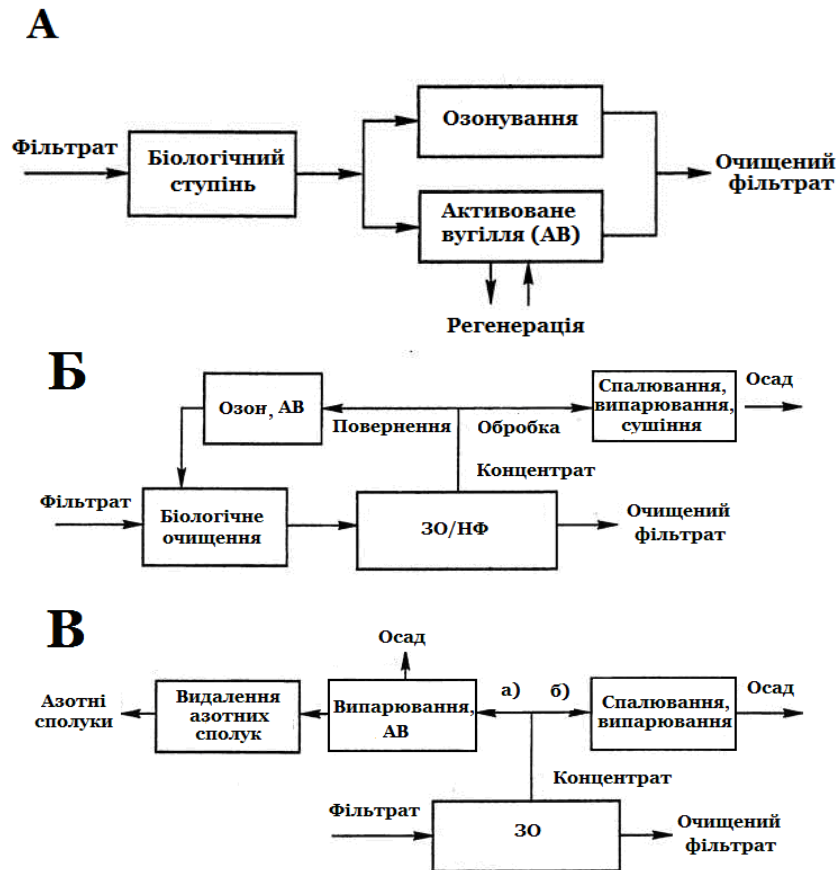 А
Фільтрат
Біологічний
ступінь
Озонування
Активоване
вугілля (АВ)
Очищений
фільтрат
Регенерація
Б
Озон, АВ
Повернення
Обробка
Спалювання,
випарювання,
сушіння
Осад
Концентрат
Фільтрат
Біологічне
очищення
ЗО/НФ
Очищений
фільтрат
В
Осад
Азотні
сполуки
Видалення
азотних
сполук
Випарювання,
АВ
а)
б)
Спалювання,
випарювання
Осад
Концентрат
Фільтрат
ЗО
Очищений
фільтрат